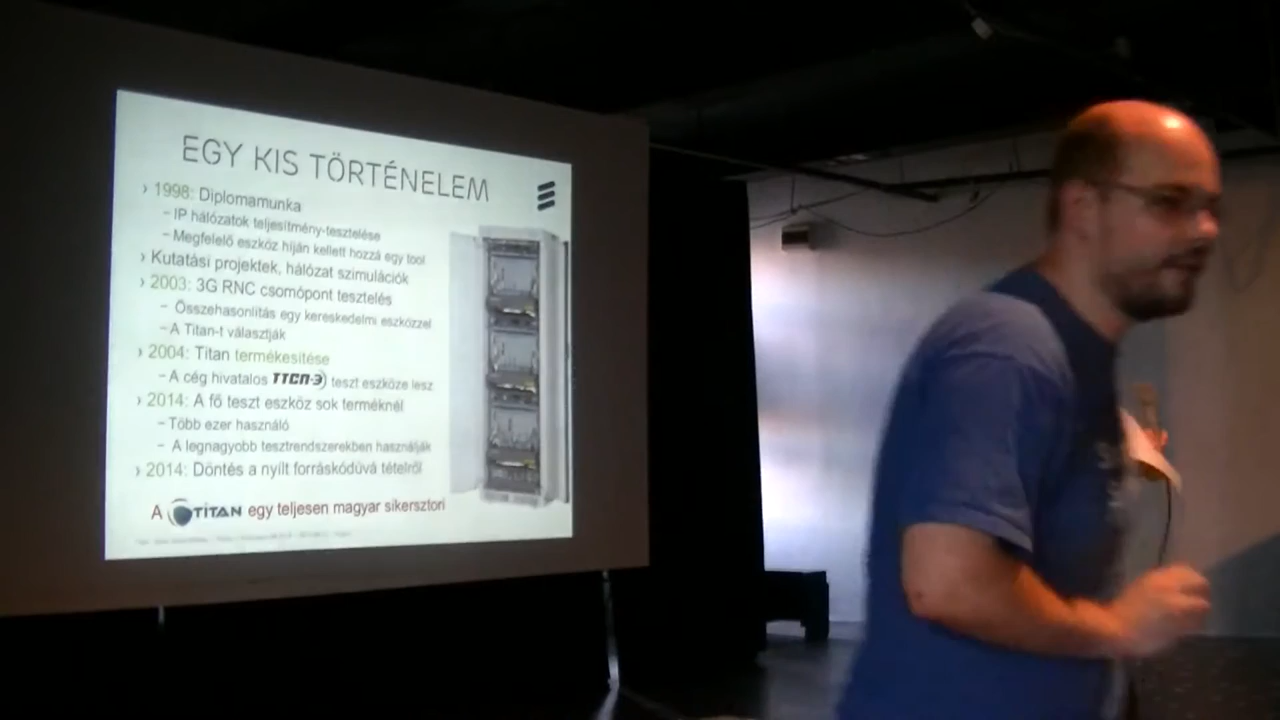 EGY KIS TÖRTÉNELEM
› 1998: Diplomamunka
– IP hálózatok teljesítmény-tesztelése
– Megfelelő eszköz híján kellett hozzá egy tool
› Kutatási projektek, hálózat szimulációk
› 2003: 3G RNC csomópont tesztelés
– Összehasonlítás egy kereskedelmi eszközzel
– A Titan-t választják
› 2004: Titan termékesítése
– A cég hivatalos TTCN-3 teszt eszköze lesz
› 2014: A fő teszt eszköz sok terméknél
– Több ezer használó
– A legnagyobb tesztrendszerekben használják
› 2014: Döntés a nyílt forráskódúvá tételről
A TITAN egy teljesen magyar sikersztori